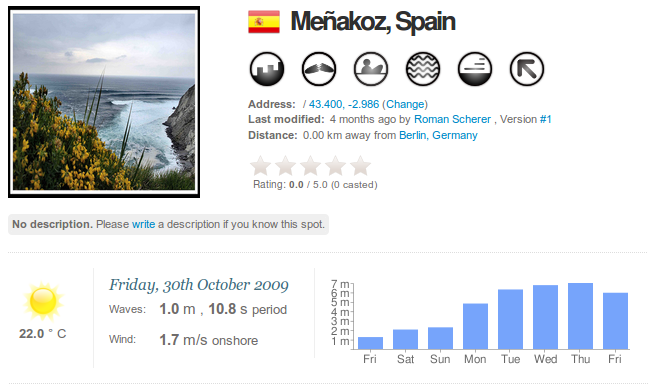 Meñakoz, Spain
Address: / 43.400, -2.986 (Change)
Last modified: 4 months ago by Roman Scherer , Version #1
Distance: 0.00 km away from Berlin, Germany
Rating: 0.0 / 5.0 (0 casted)
No description. Please write a description if you know this spot.
22.0 ° C
Friday, 30th October 2009
Waves: 1.0 m , 10.8 s period
Wind: 1.7 m/s onshore
7 m
6 m
5 m
4 m
3 m
2 m
1 m
Fri Sat Sun Mon Tue Wed Thu Fri